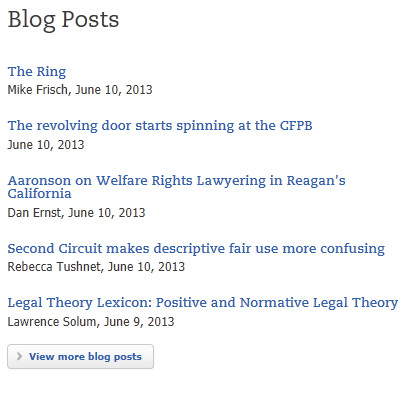 Blog Posts
The Ring
Mike Frisch, June 10, 2013
The revolving door starts spinning at the CFPB
June 10, 2013
Aaronson on Welfare Rights Lawyering in Reagan's
California
Dan Ernst, June 10, 2013
Second Circuit makes descriptive fair use more confusing
Rebecca Tushnet, June 10, 2013
Legal Theory Lexicon: Positive and Normative Legal Theory
Lawrence Solum, June 9, 2013
View more blog posts